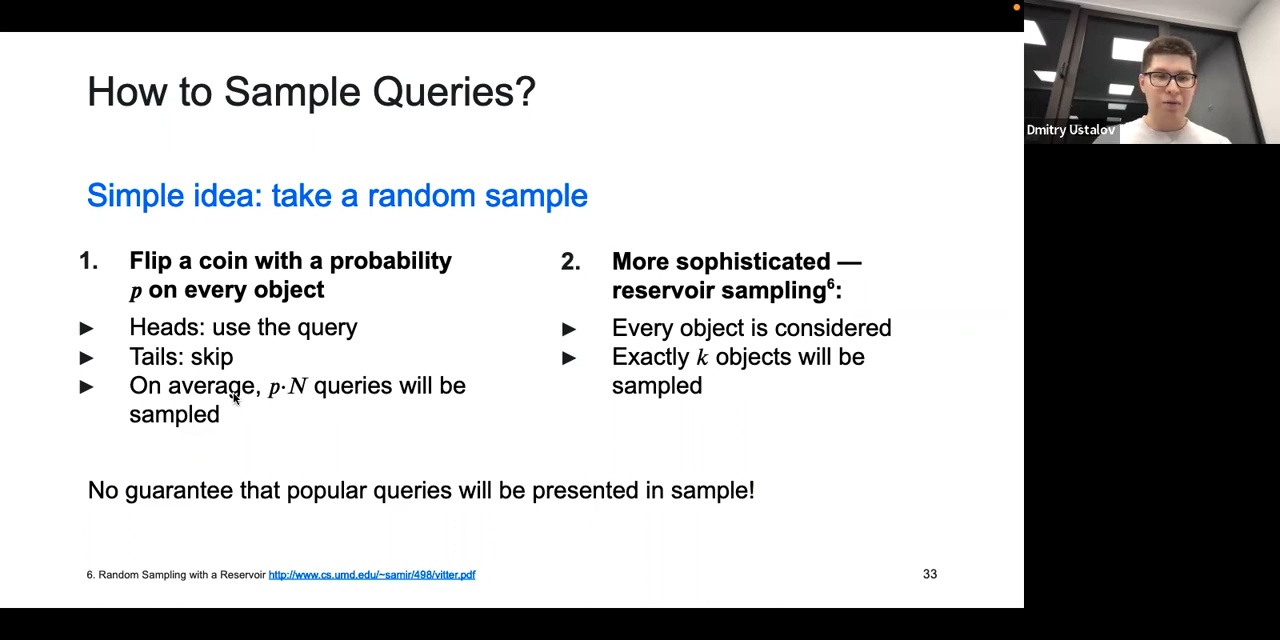 How to Sample Queries?
Dmitry Ustalov
Simple idea: take a random sample
1. Flip a coin with a probability
p on every object
► Heads: use the query
► Tails: skip
► On average, p·N queries will be
sampled
2. More sophisticated —
reservoir sampling⁶:
► Every object is considered
► Exactly k objects will be
sampled
No guarantee that popular queries will be presented in sample!
6. Random Sampling with a Reservoir http://www.cs.umd.edu/~samir/498/vitter.pdf
33